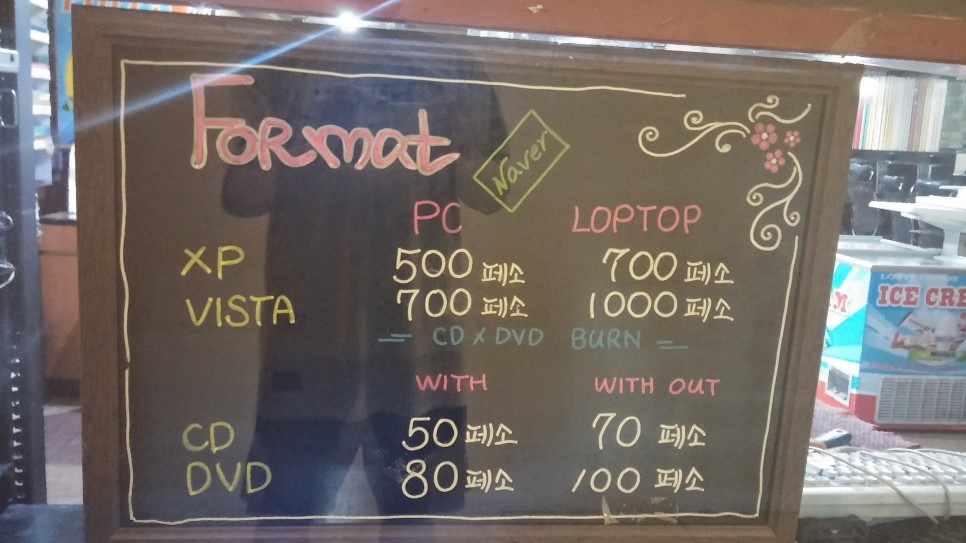 Format
Naver
PC LOPTOP
XP 500 페소 700 페소
VISTA 700 페소 1000 페소
= CD x DVD BURN =
WITH WITH OUT
CD 50 페소 70 페소
DVD 80 페소 100 페소
ICE CRE